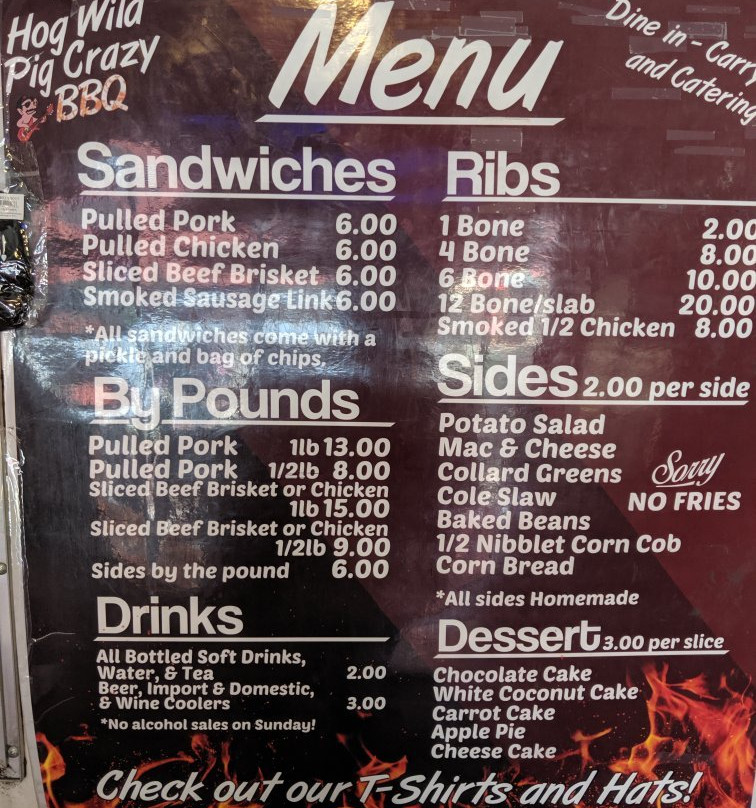 Hog Wild
Pig Crazy
BBQ
Menu
Dine in - Carry
and Catering
Sandwiches
Pulled Pork 6.00
Pulled Chicken 6.00
Sliced Beef Brisket 6.00
Smoked Sausage Link 6.00
*All sandwiches come with a
pickle and bag of chips,
By Pounds
Pulled Pork 1lb 13.00
Pulled Pork 1/2lb 8.00
Sliced Beef Brisket or Chicken
1lb 15.00
Sliced Beef Brisket or Chicken
1/2lb 9.00
Sides by the pound 6.00
Drinks
All Bottled Soft Drinks,
Water, & Tea 2.00
Beer, Import & Domestic,
& Wine Coolers 3.00
*No alcohol sales on Sunday!
Ribs
1 Bone 2.00
4 Bone 8.00
6 Bone 10.00
12 Bone/slab 20.00
Smoked 1/2 Chicken 8.00
Sides 2.00 per side
Potato Salad
Mac & Cheese
Collard Greens
Cole Slaw
Baked Beans
1/2 Nibblet Corn Cob
Corn Bread
Sorry
NO FRIES
*All sides Homemade
Dessert 3.00 per slice
Chocolate Cake
White Coconut Cake
Carrot Cake
Apple Pie
Cheese Cake
Check out our T-Shirts and Hats!